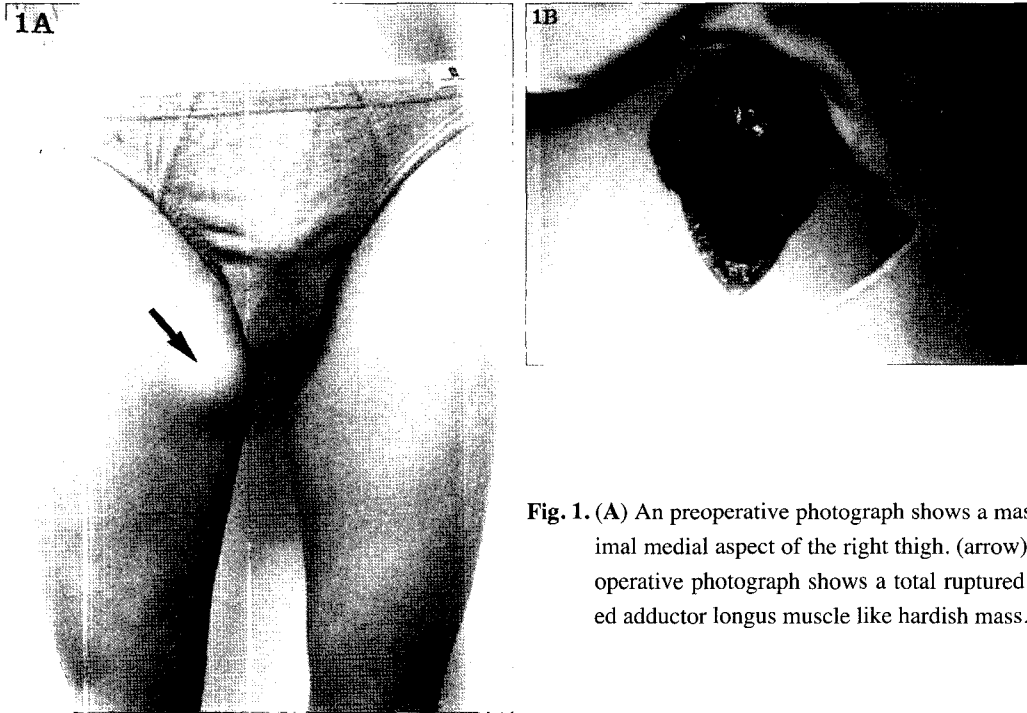 1A
1B
Fig. 1. (A) An preoperative photograph shows a mas
imal medial aspect of the right thigh. (arrow)
operative photograph shows a total ruptured
ed adductor longus muscle like hardish mass.